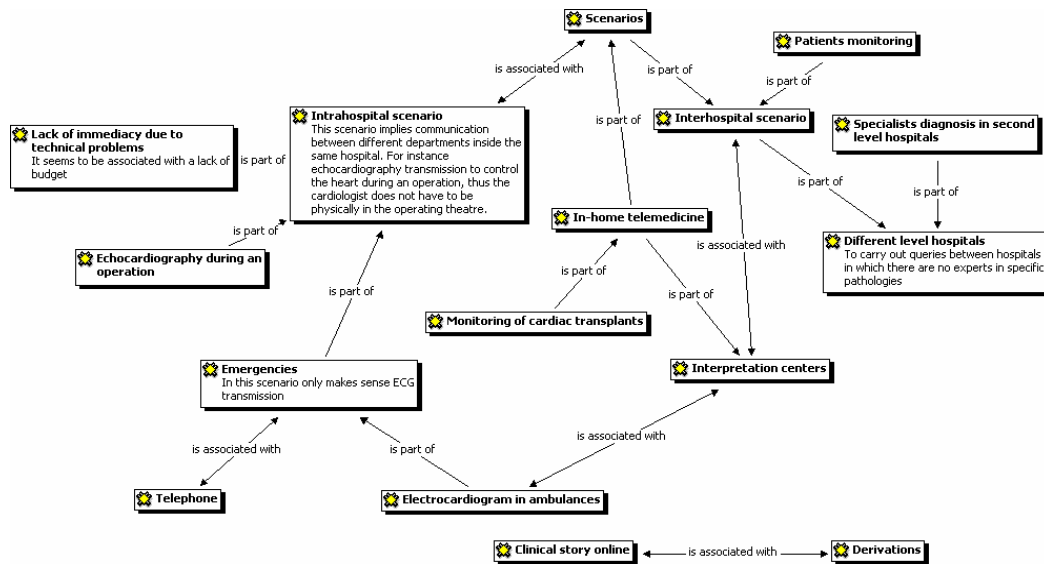 Scenarios
Patients monitoring
is associated with
is part of
is part of
Intrahospital scenario
This scenario implies communication
between different departments inside the
same hospital. For instance
echocardiography transmission to control
the heart during an operation, thus the
cardiologist does not have to be
physically in the operating theatre.
Lack of immediacy due to
technical problems
It seems to be associated with a lack of
budget
is part of
is part of
Interhospital scenario
Specialists diagnosis in second
level hospitals
is part of
is part of
In-home telemedicine
is part of
Echocardiography during an
operation
is associated with
Different level hospitals
To carry out queries between hospitals
in which there are no experts in specific
pathologies
is part of
is part of
is part of
Monitoring of cardiac transplants
Emergencies
In this scenario only makes sense ECG
transmission
Interpretation centers
is associated with
is part of
is associated with
Telephone
Electrocardiogram in ambulances
Clinical story online
is associated with
Derivations